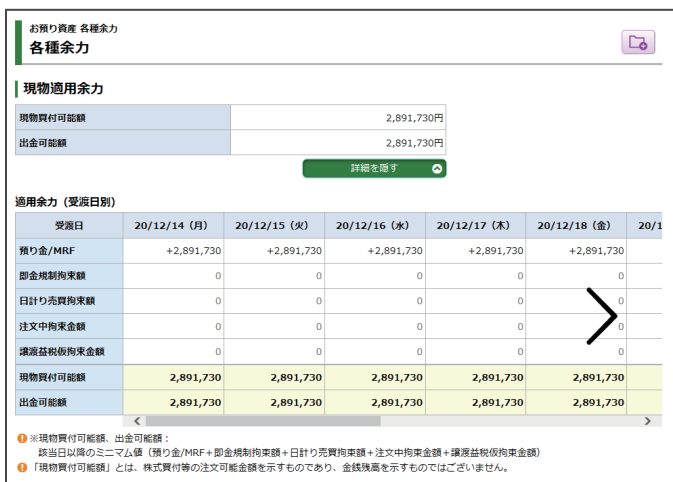 お預り資産 各種余力
各種余力
現物適用余力
現物買付可能額 2,891,730円
出金可能額 2,891,730円
詳細を隠す
適用余力（受渡日別）
受渡日 20/12/14（月） 20/12/15（火） 20/12/16（水） 20/12/17（木） 20/12/18（金） 20/1
預り金/MRF +2,891,730 +2,891,730 +2,891,730 +2,891,730 +2,891,730
即金規制拘束額 0 0 0 0 0
日計り売買拘束額 0 0 0 0 0
注文中拘束金額 0 0 0 0 0
譲渡益税仮拘束金額 0 0 0 0 0
現物買付可能額 2,891,730 2,891,730 2,891,730 2,891,730 2,891,730
出金可能額 2,891,730 2,891,730 2,891,730 2,891,730 2,891,730
※現物買付可能額、出金可能額：
該当日以降のミニマム値（預り金/MRF+即金規制拘束額+日計り売買拘束額+注文中拘束金額+譲渡益税仮拘束金額）
「現物買付可能額」とは、株式買付等の注文可能金額を示すものであり、金銭残高を示すものではございません。